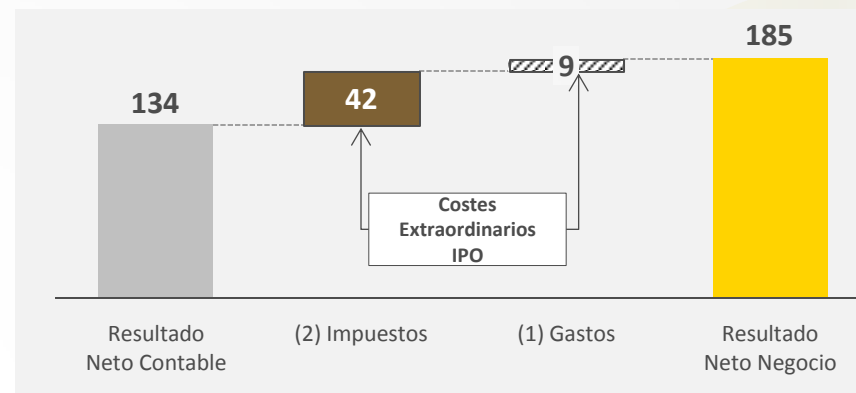 185
9
134
42
Costes
Extraordinarios
IPO
Resultado
Neto Contable
(2) Impuestos
(1) Gastos
Resultado
Neto Negocio